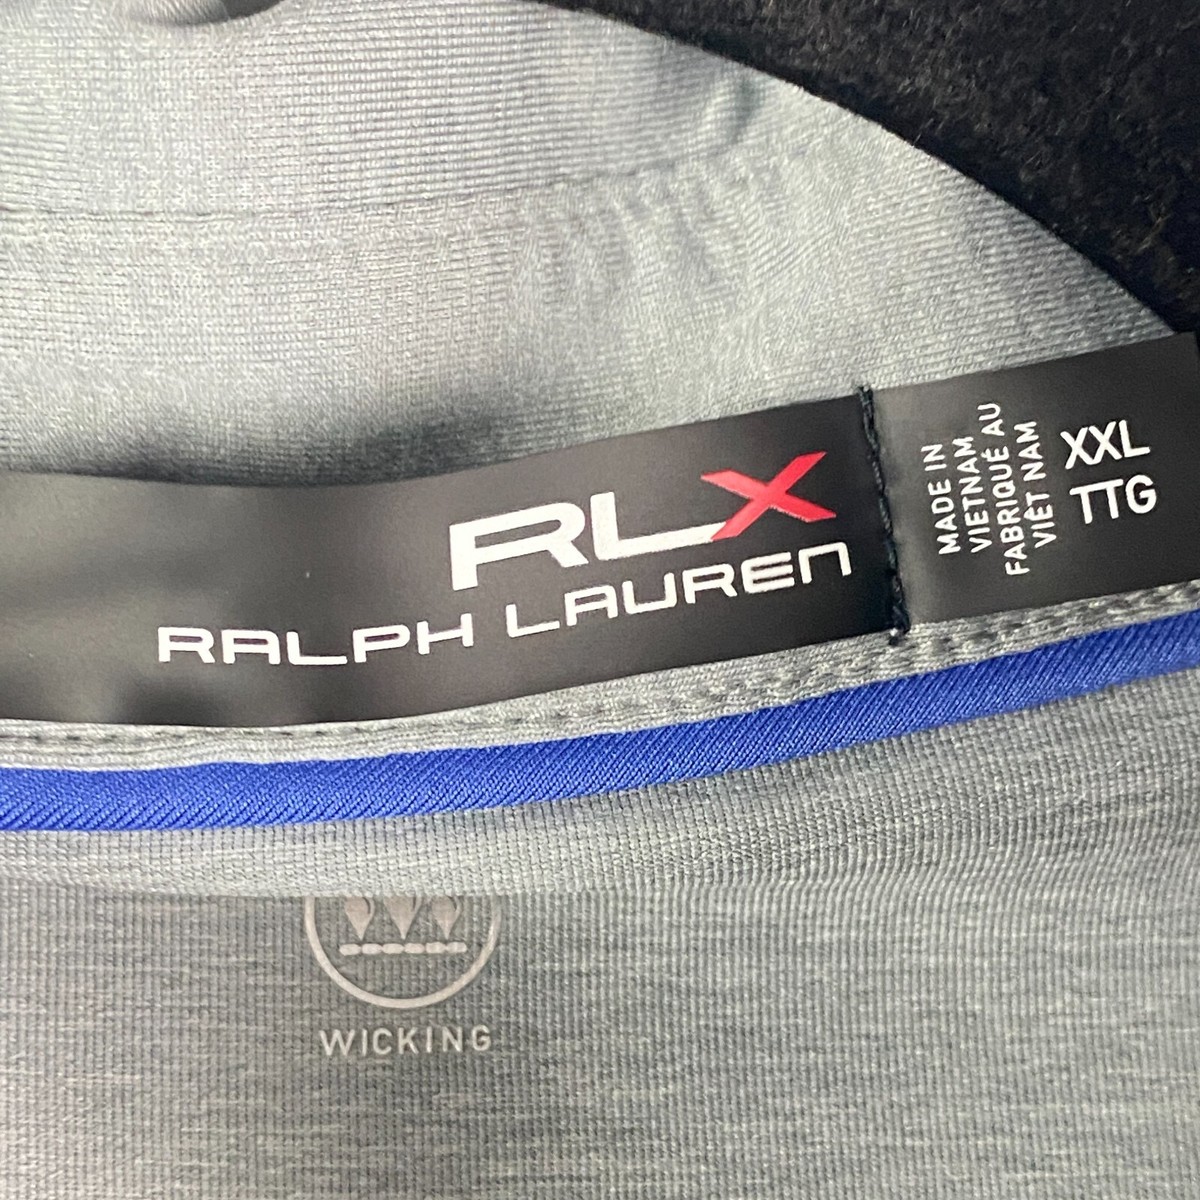 RLX
RALPH LAUREN
MADE IN
VIETNAM
FABRIQUÉ AU
VIÊT NAM
XXL
TTG
WICKING